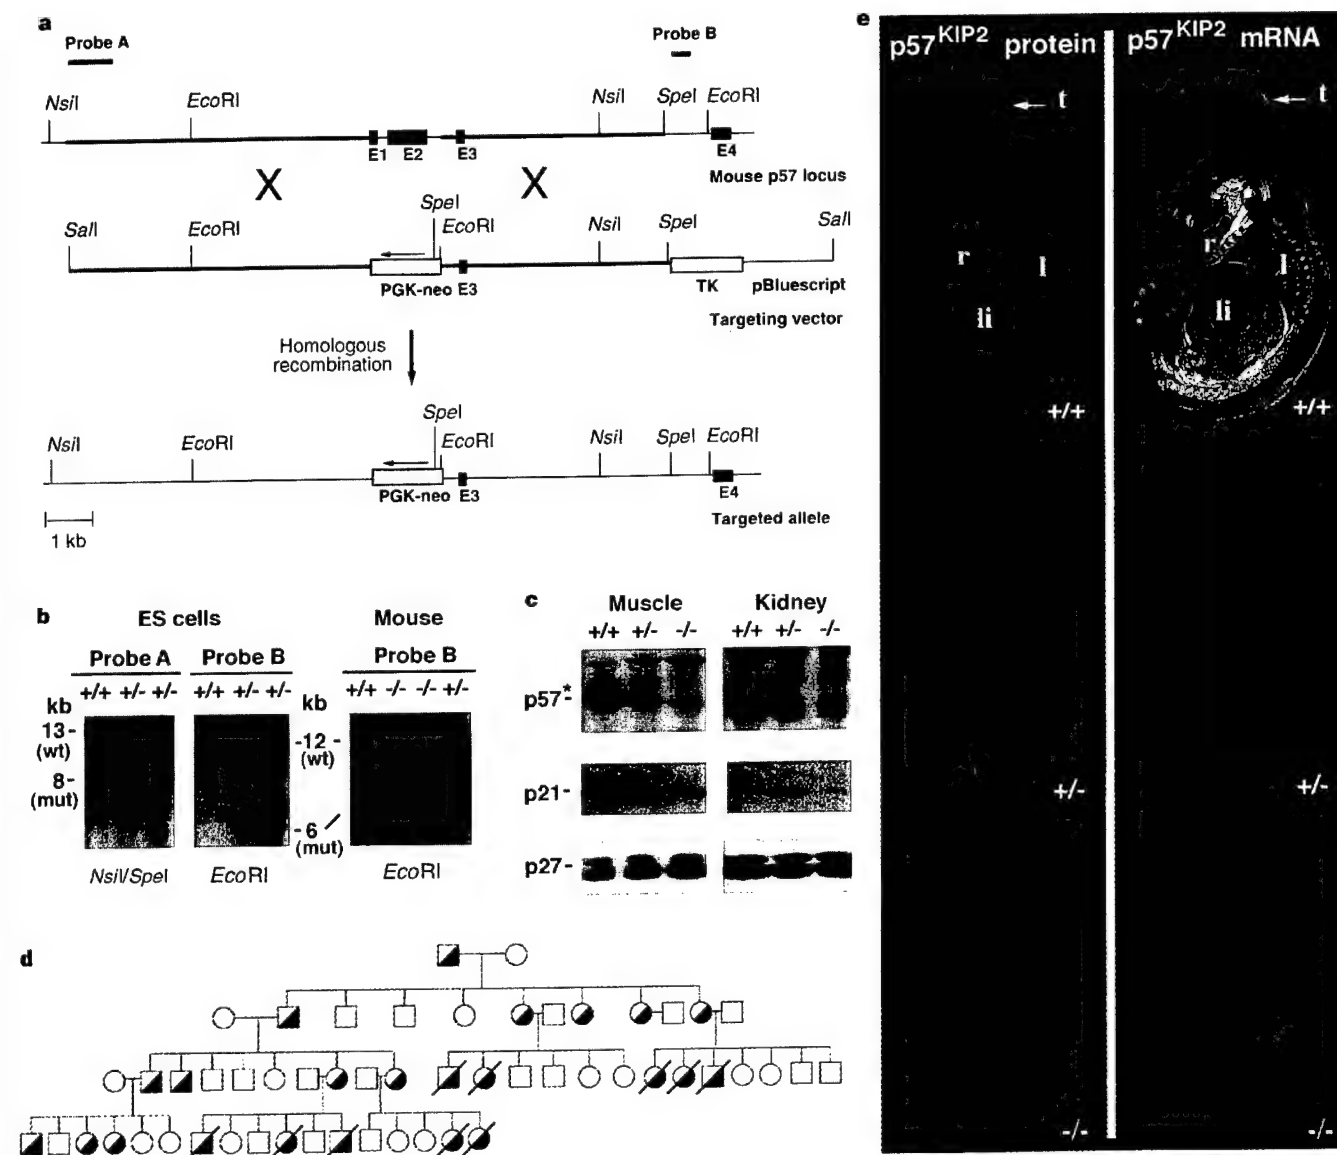 a
Probe A
Probe B
NsiI EcoRI NsiI SpeI EcoRI
E1 E2 E3 E4
Mouse p57 locus
X X
SpeI
SalI EcoRI EcoRI NsiI SpeI SalI
PGK-neo E3 TK pBluescript
Targeting vector
Homologous
recombination
SpeI
NsiI EcoRI EcoRI NsiI SpeI EcoRI
PGK-neo E3 E4
Targeted allele
1 kb
b
ES cells Mouse
Probe A Probe B Probe B
+/+ +/- +/- +/+ +/- +/- +/+ -/- -/- +/-
kb kb
13- -12 -
(wt) (wt)
8- -6
(mut) (mut)
NsiI/SpeI EcoRI EcoRI
c
Muscle Kidney
+/+ +/- -/- +/+ +/- -/-
p57*-
p21-
p27-
d
e
p57KIP2 protein p57KIP2 mRNA
t t
r l r l
li li
+/+ +/+
+/- +/-
-/- -/-